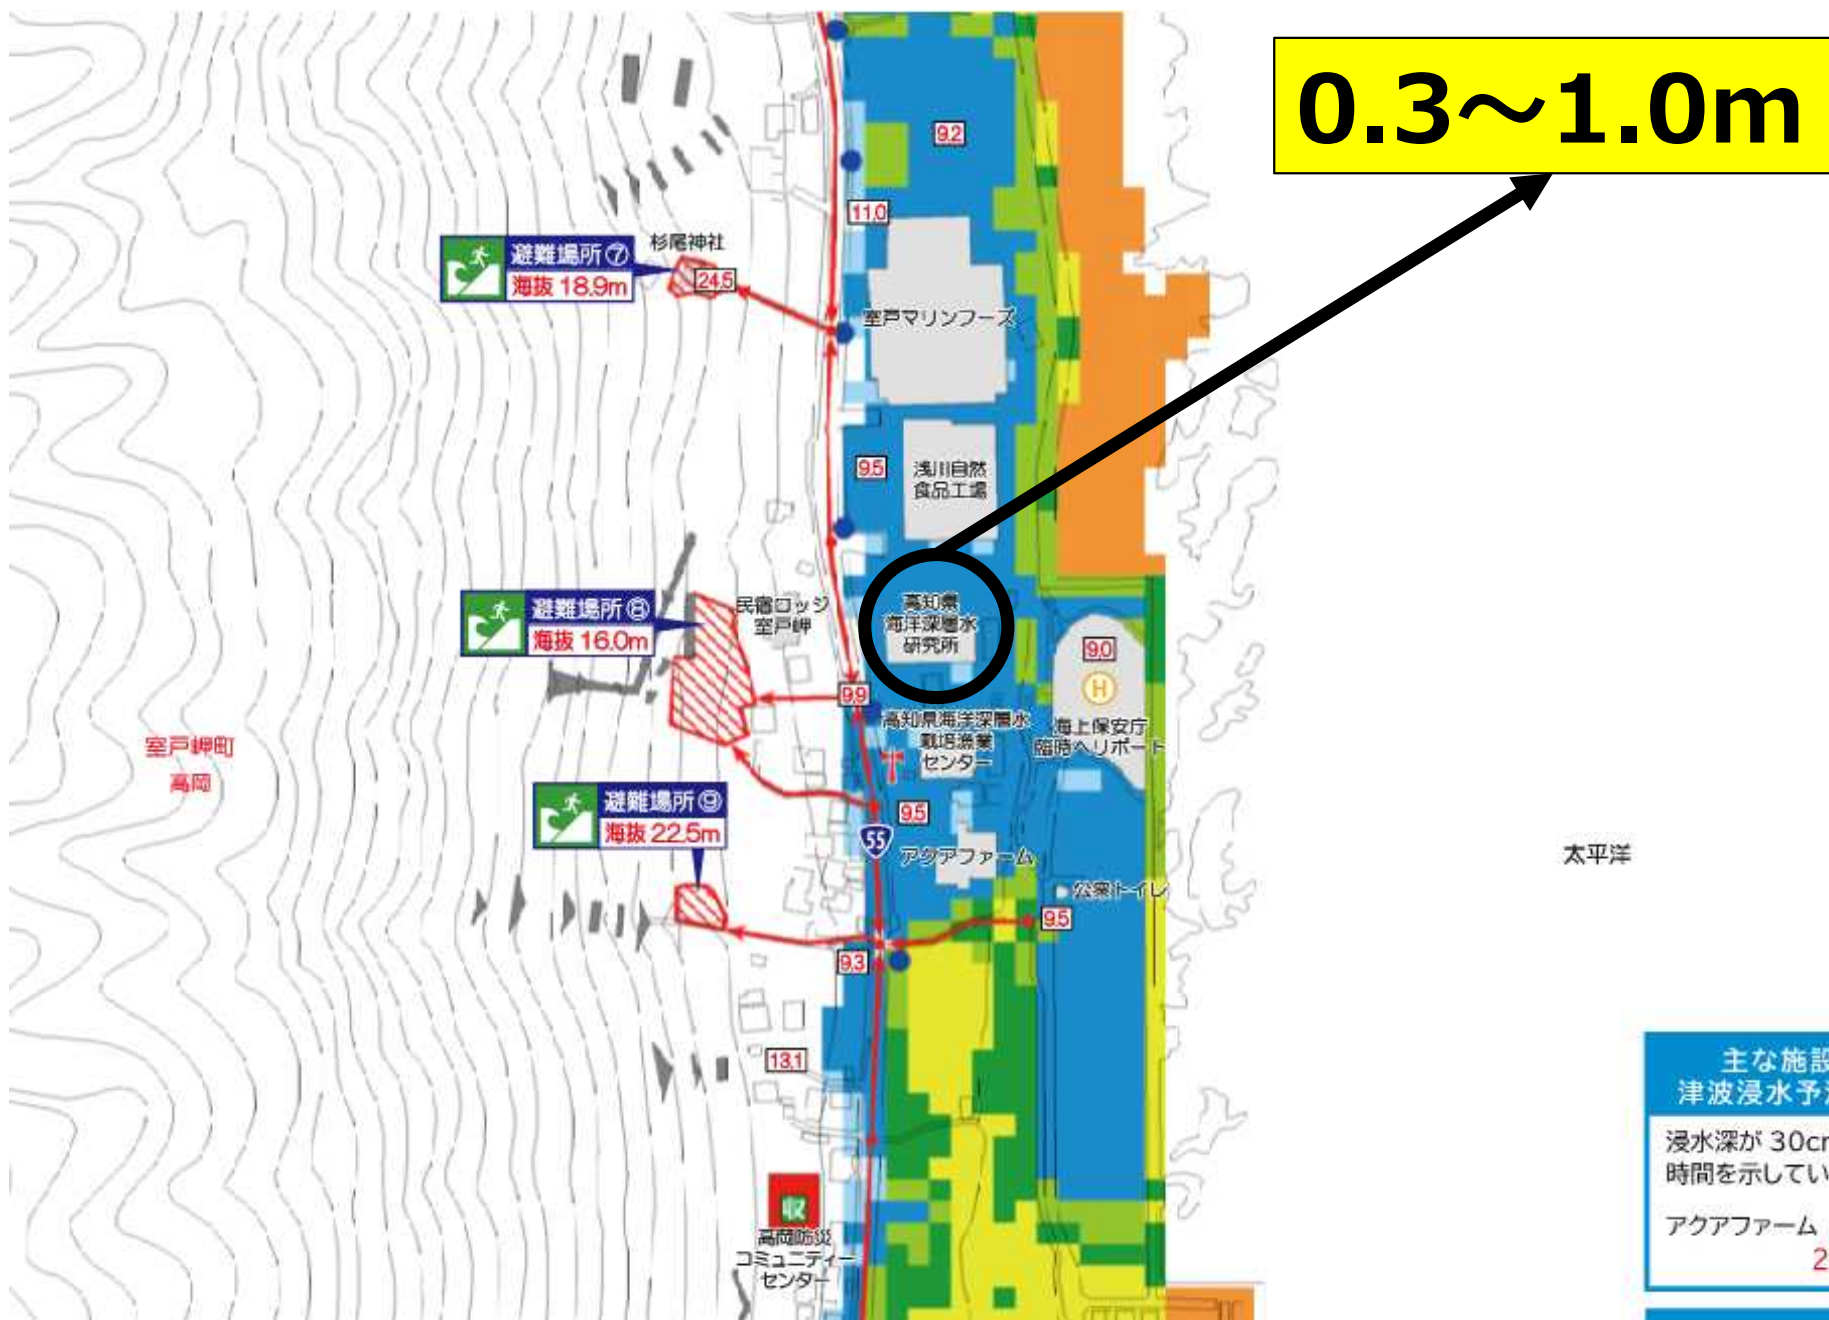 0.3～1.0m
9.2
11.0
杉尾神社
避難場所⑦
海抜 18.9m
24.5
室戸マリンフーズ
9.5
浅川自然
食品工場
避難場所⑧
海抜 16.0m
民宿ロッジ
室戸岬
高知県
海洋深層水
研究所
9.0
H
9.9
高知県海洋深層水
栽培漁業
センター
海上保安庁
臨時ヘリポート
室戸岬町
高岡
避難場所⑨
海抜 22.5m
9.5
55
アクアファーム
太平洋
公衆トイレ
9.5
9.3
13.1
主な施設
津波浸水予
浸水深が 30c
時間を示してい
アクアファーム
2
収
高岡防災
コミュニティー
センター